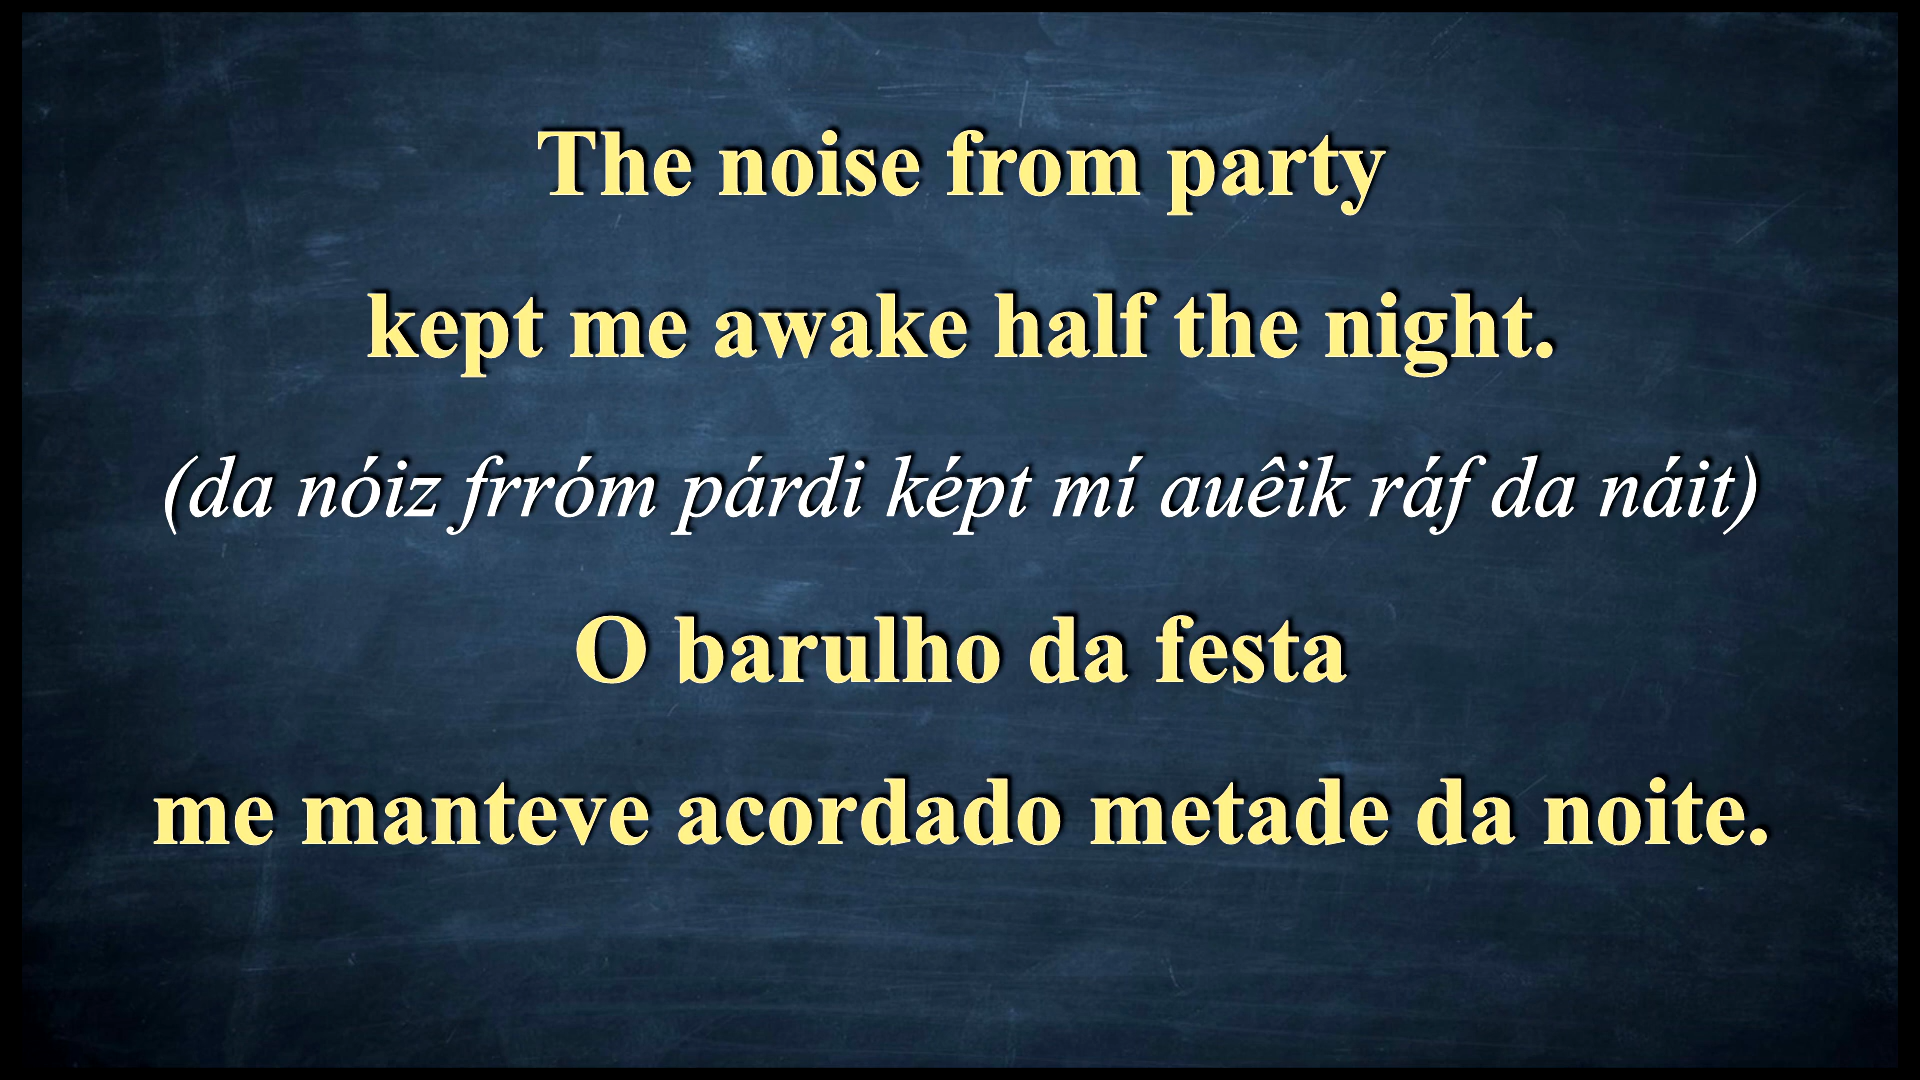 The noise from party
kept me awake half the night.
(da nóiz frróm párdi képt mí auêik ráf da náit)
O barulho da festa
me manteve acordado metade da noite.